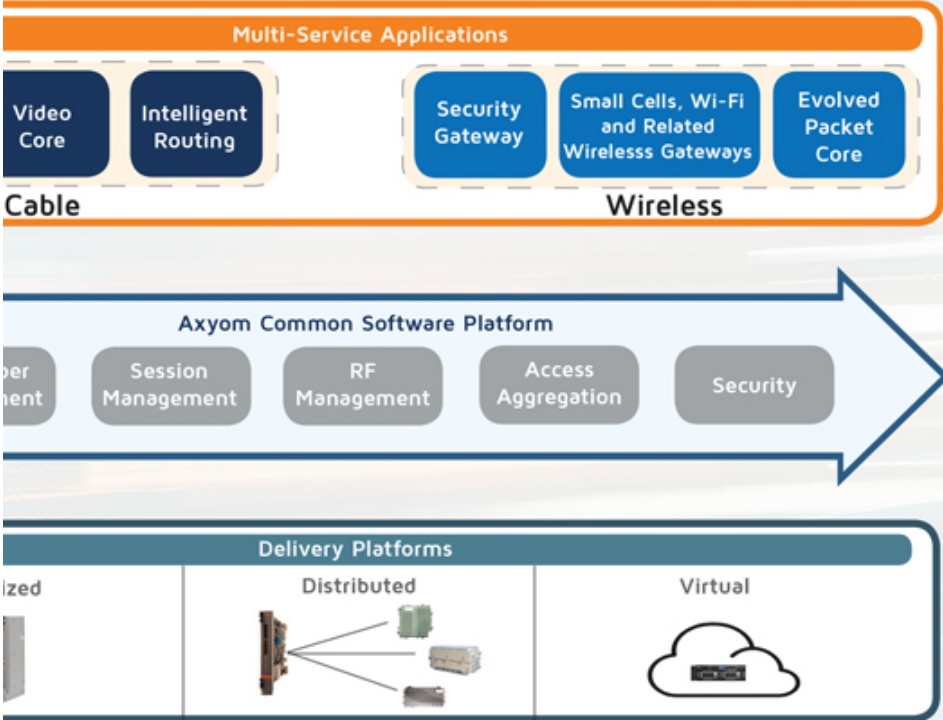 Multi-Service Applications
Video
Core
Intelligent
Routing
Security
Gateway
Small Cells, Wi-Fi
and Related
Wirelesss Gateways
Evolved
Packet
Core
Cable
Wireless
Axyom Common Software Platform
Session
Management
RF
Management
Access
Aggregation
Security
Delivery Platforms
Distributed
Virtual